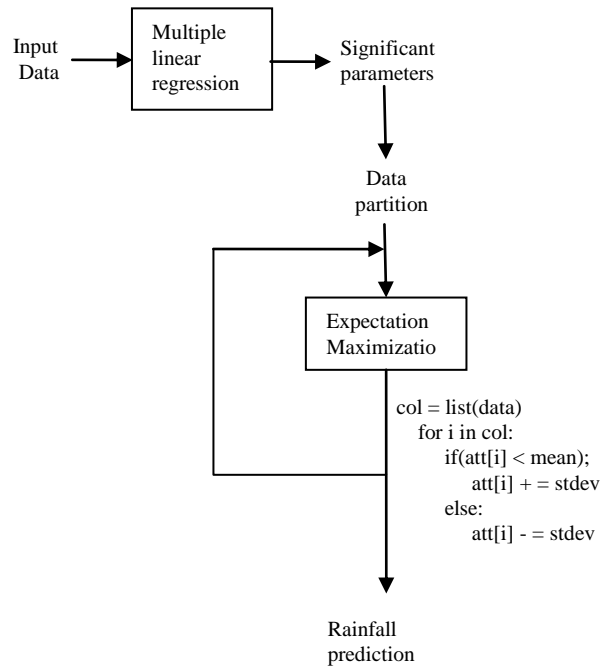 Input
Data
Multiple
linear
regression
Significant
parameters
Data
partition
Expectation
Maximizatio
col = list(data)
for i in col:
if(att[i] < mean);
att[i] + = stdev
else:
att[i] - = stdev
Rainfall
prediction